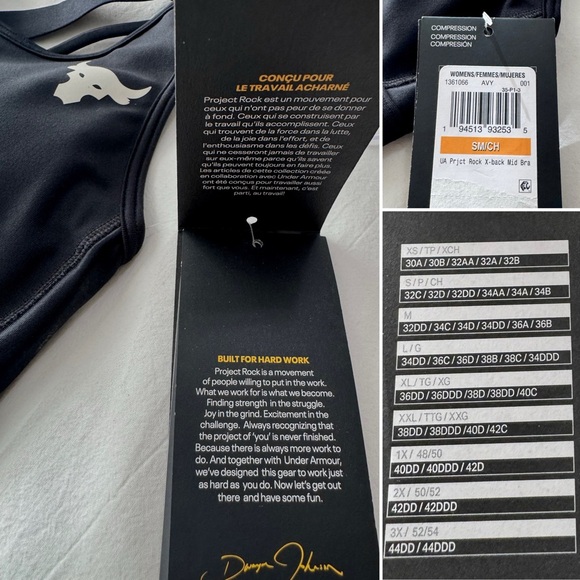 CONÇU POUR
LE TRAVAIL ACHARNÉ
Project Rock est un mouvement pour
ceux qui n'ont pas peur de se donner
à fond. Ceux qui se construisent par
le travail qu'ils accomplissent. Ceux
qui trouvent de la force dans la lutte,
de la joie dans l'effort, et de
l'enthousiasme dans les défis. Ceux
qui ne cesseront jamais de travailler
sur eux-même parce qu'ils savent
qu'ils peuvent toujours en faire plus.
Les articles de cette collection créée
en collaboration avec Under Armour
ont été conçus pour travailler aussi
fort que vous. Et maintenant, c'est
parti, au travail!
BUILT FOR HARD WORK
Project Rock is a movement
of people willing to put in the work.
What we work for is what we become.
Finding strength in the struggle.
Joy in the grind. Excitement in the
challenge. Always recognizing that
the project of 'you' is never finished.
Because there is always more work to
do. And together with Under Armour,
we've designed this gear to work just
as hard as you do. Now let's get out
there and have some fun.
Dwayne Johnson
COMPRESSION
COMPRESSION
COMPRESIÓN
WOMENS/FEMMES/MUJERES
1361066 AVY 001
35-P1-3
1 94513 93253 5
SM/CH
UA Prjct Rock X-back Mid Bra
XS / TP / XCH
30A / 30B / 32AA / 32A / 32B
S / P / CH
32C / 32D / 32DD / 34AA / 34A / 34B
M
32DD / 34C / 34D / 34DD / 36A / 36B
L / G
34DD / 36C / 36D / 38B / 38C / 34DDD
XL / TG / XG
36DD / 36DDD / 38D / 38DD / 40C
XXL / TTG / XXG
38DD / 38DDD / 40D / 42C
1X / 48/50
40DD / 40DDD / 42D
2X / 50/52
42DD / 42DDD
3X / 52/54
44DD / 44DDD